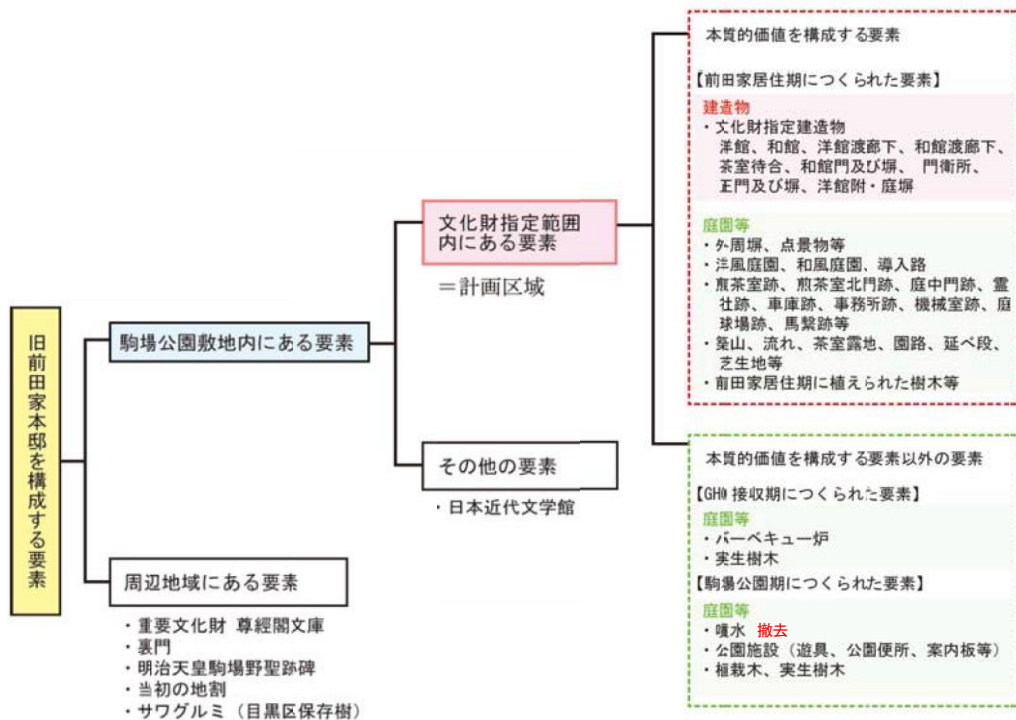 旧前田家本邸を構成する要素
駒場公園敷地内にある要素
周辺地域にある要素
・重要文化財 尊經閣文庫
・裏門
・明治天皇駒場野聖跡碑
・当初の地割
・サワグルミ（目黒区保存樹）
文化財指定範囲
内にある要素
＝計画区域
その他の要素
・日本近代文学館
本質的価値を構成する要素
【前田家居住期につくられた要素】
建造物
・文化財指定建造物
洋館、和館、洋館渡廊下、和館渡廊下、
茶室待合、和館門及び塀、門衛所、
正門及び塀、洋館附・庭塀
庭園等
・外周塀、点景物等
・洋風庭園、和風庭園、導入路
・煎茶室跡、煎茶室北門跡、庭中門跡、霊
社跡、車庫跡、事務所跡、機械室跡、庭
球場跡、馬繋跡等
・築山、流れ、茶室露地、園路、延べ段、
芝生地等
・前田家居住期に植えられた樹木等
本質的価値を構成する要素以外の要素
【GHQ接収期につくられた要素】
庭園等
・バーベキュー炉
・実生樹木
【駒場公園期につくられた要素】
庭園等
・噴水 撤去
・公園施設（遊具、公園便所、案内板等）
・植栽木、実生樹木